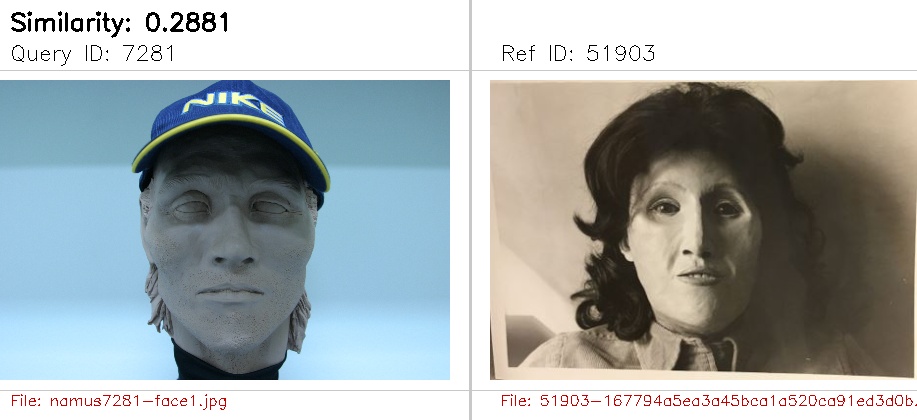 Similarity: 0.2881
Query ID: 7281
Ref ID: 51903
NIKE
File: namus7281-face1.jpg
File: 51903-167794a5ea3a45bca1a520ca91ed3d0b.